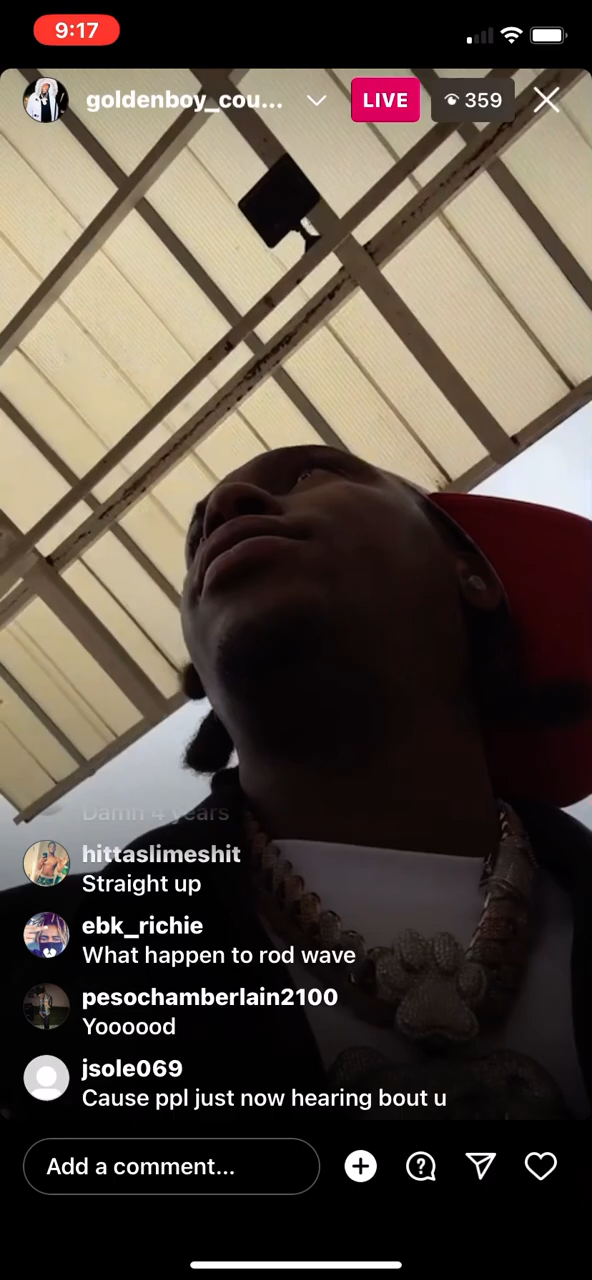 9:17
goldenboy_cou...
LIVE
359
Damn 4 years
hittaslimeshit
Straight up
ebk_richie
What happen to rod wave
pesochamberlain2100
Yoooood
jsole069
Cause ppl just now hearing bout u
Add a comment...